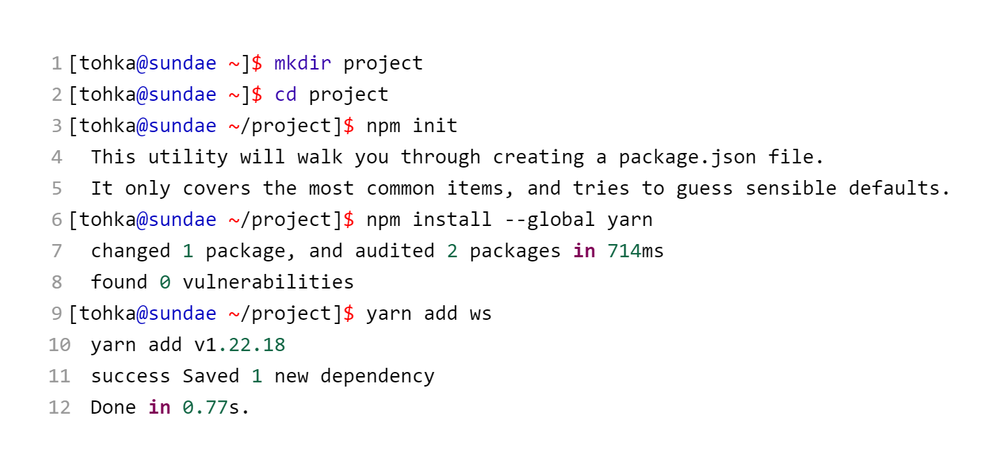 1 [tohka@sundae ~]$ mkdir project
2 [tohka@sundae ~]$ cd project
3 [tohka@sundae ~/project]$ npm init
4 This utility will walk you through creating a package.json file.
5 It only covers the most common items, and tries to guess sensible defaults.
6 [tohka@sundae ~/project]$ npm install --global yarn
7 changed 1 package, and audited 2 packages in 714ms
8 found 0 vulnerabilities
9 [tohka@sundae ~/project]$ yarn add ws
10 yarn add v1.22.18
11 success Saved 1 new dependency
12 Done in 0.77s.